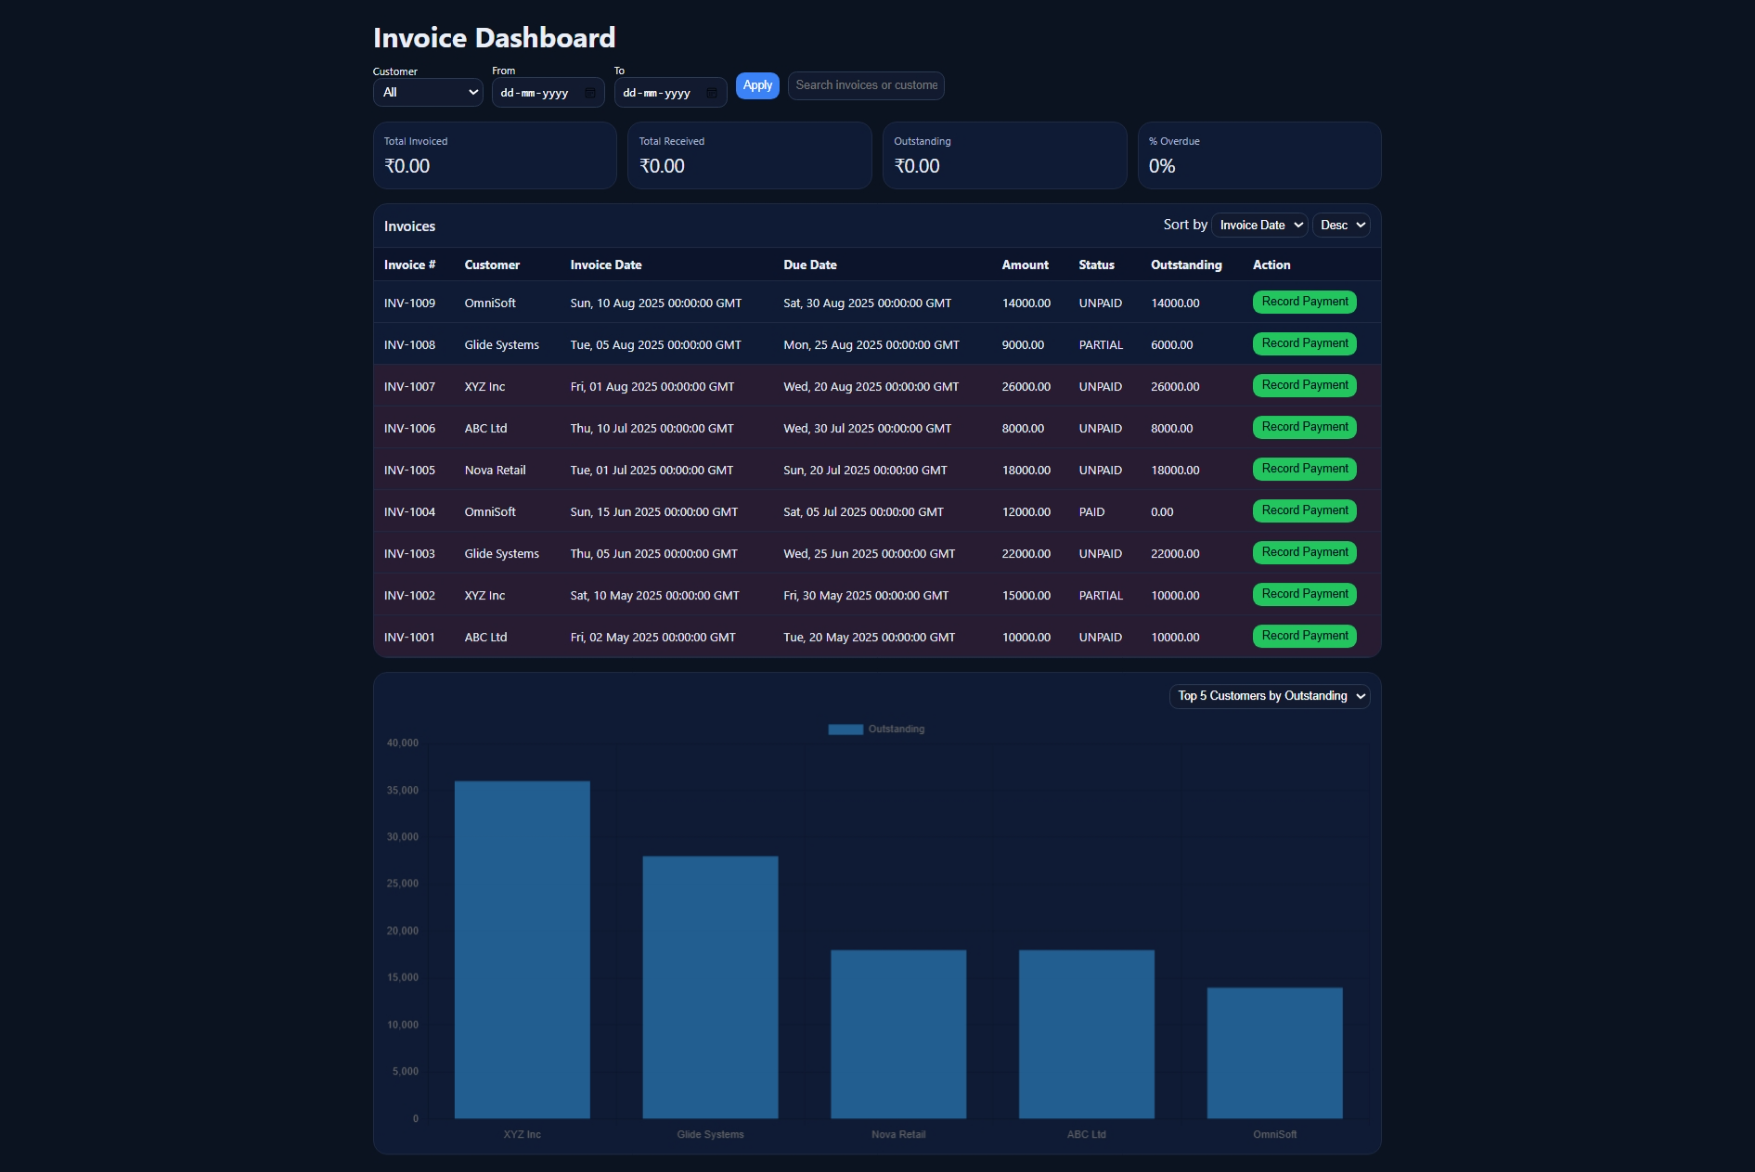 Invoice Dashboard
Customer From To
All dd-mm-yyyy dd-mm-yyyy Apply Search invoices or custome
Total Invoiced Total Received Outstanding % Overdue
₹0.00 ₹0.00 ₹0.00 0%
Invoices Sort by Invoice Date Desc
Invoice # Customer Invoice Date Due Date Amount Status Outstanding Action
INV-1009 OmniSoft Sun, 10 Aug 2025 00:00:00 GMT Sat, 30 Aug 2025 00:00:00 GMT 14000.00 UNPAID 14000.00 Record Payment
INV-1008 Glide Systems Tue, 05 Aug 2025 00:00:00 GMT Mon, 25 Aug 2025 00:00:00 GMT 9000.00 PARTIAL 6000.00 Record Payment
INV-1007 XYZ Inc Fri, 01 Aug 2025 00:00:00 GMT Wed, 20 Aug 2025 00:00:00 GMT 26000.00 UNPAID 26000.00 Record Payment
INV-1006 ABC Ltd Thu, 10 Jul 2025 00:00:00 GMT Wed, 30 Jul 2025 00:00:00 GMT 8000.00 UNPAID 8000.00 Record Payment
INV-1005 Nova Retail Tue, 01 Jul 2025 00:00:00 GMT Sun, 20 Jul 2025 00:00:00 GMT 18000.00 UNPAID 18000.00 Record Payment
INV-1004 OmniSoft Sun, 15 Jun 2025 00:00:00 GMT Sat, 05 Jul 2025 00:00:00 GMT 12000.00 PAID 0.00 Record Payment
INV-1003 Glide Systems Thu, 05 Jun 2025 00:00:00 GMT Wed, 25 Jun 2025 00:00:00 GMT 22000.00 UNPAID 22000.00 Record Payment
INV-1002 XYZ Inc Sat, 10 May 2025 00:00:00 GMT Fri, 30 May 2025 00:00:00 GMT 15000.00 PARTIAL 10000.00 Record Payment
INV-1001 ABC Ltd Fri, 02 May 2025 00:00:00 GMT Tue, 20 May 2025 00:00:00 GMT 10000.00 UNPAID 10000.00 Record Payment
Top 5 Customers by Outstanding
Outstanding
40,000
35,000
30,000
25,000
20,000
15,000
10,000
5,000
0
XYZ Inc Glide Systems Nova Retail ABC Ltd OmniSoft